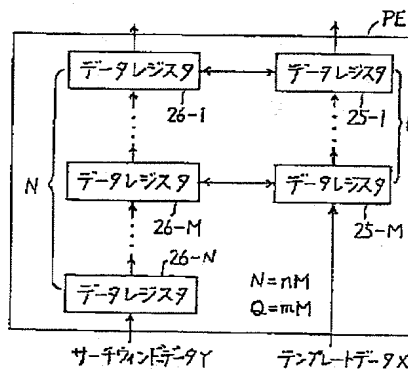 PE
データレジスタ
データレジスタ
26-1
25-1
N
データレジスタ
データレジスタ
26-M
25-M
26-N
データレジスタ
N=nM
Q=mM
サーチウィンドデータY
テンプレートデータX